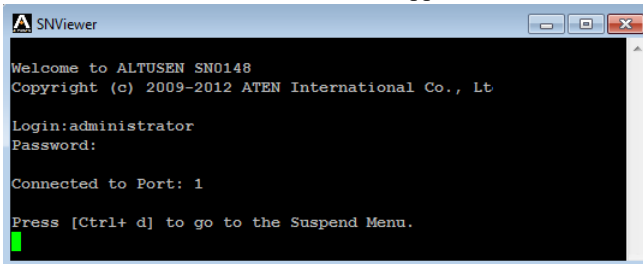 SNViewer
Welcome to ALTUSEN SN0148
Copyright (c) 2009-2012 ATEN International Co., Lt
Login:administrator
Password:
Connected to Port: 1
Press [Ctrl+ d] to go to the Suspend Menu.